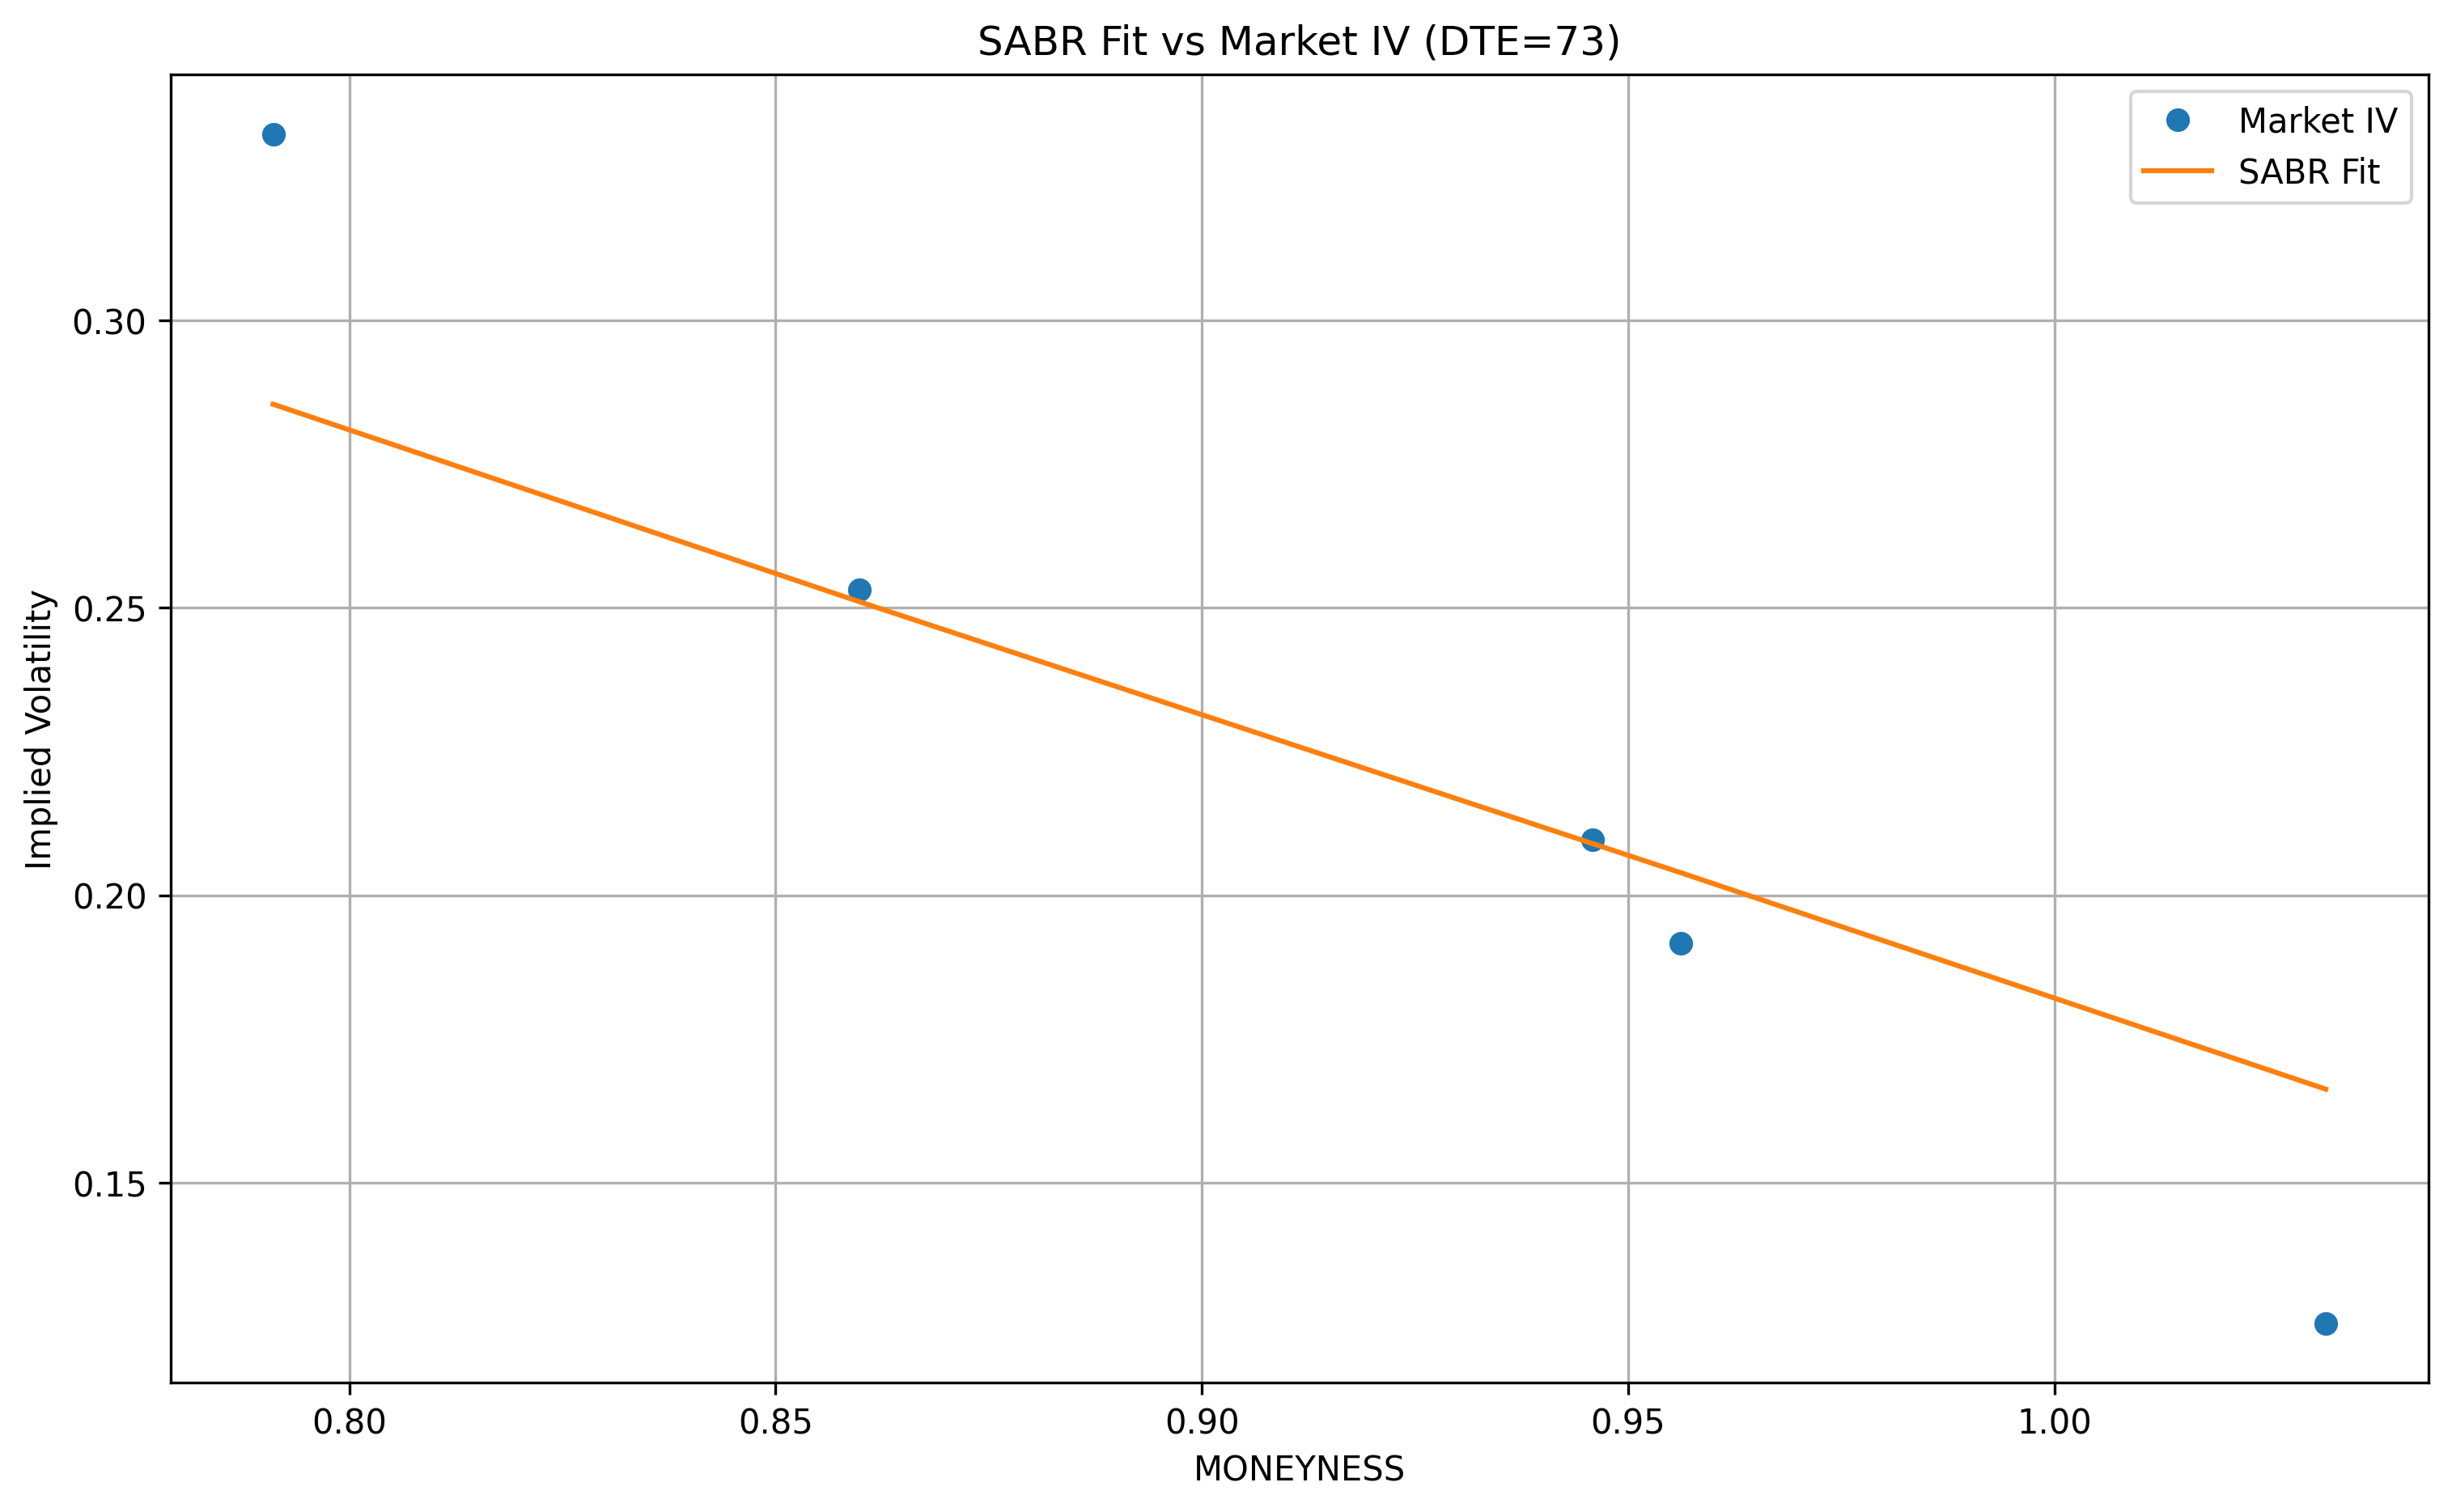 SABR Fit vs Market IV (DTE=73)
Market IV
SABR Fit
Implied Volatility
0.30
0.25
0.20
0.15
0.80
0.85
0.90
0.95
1.00
MONEYNESS